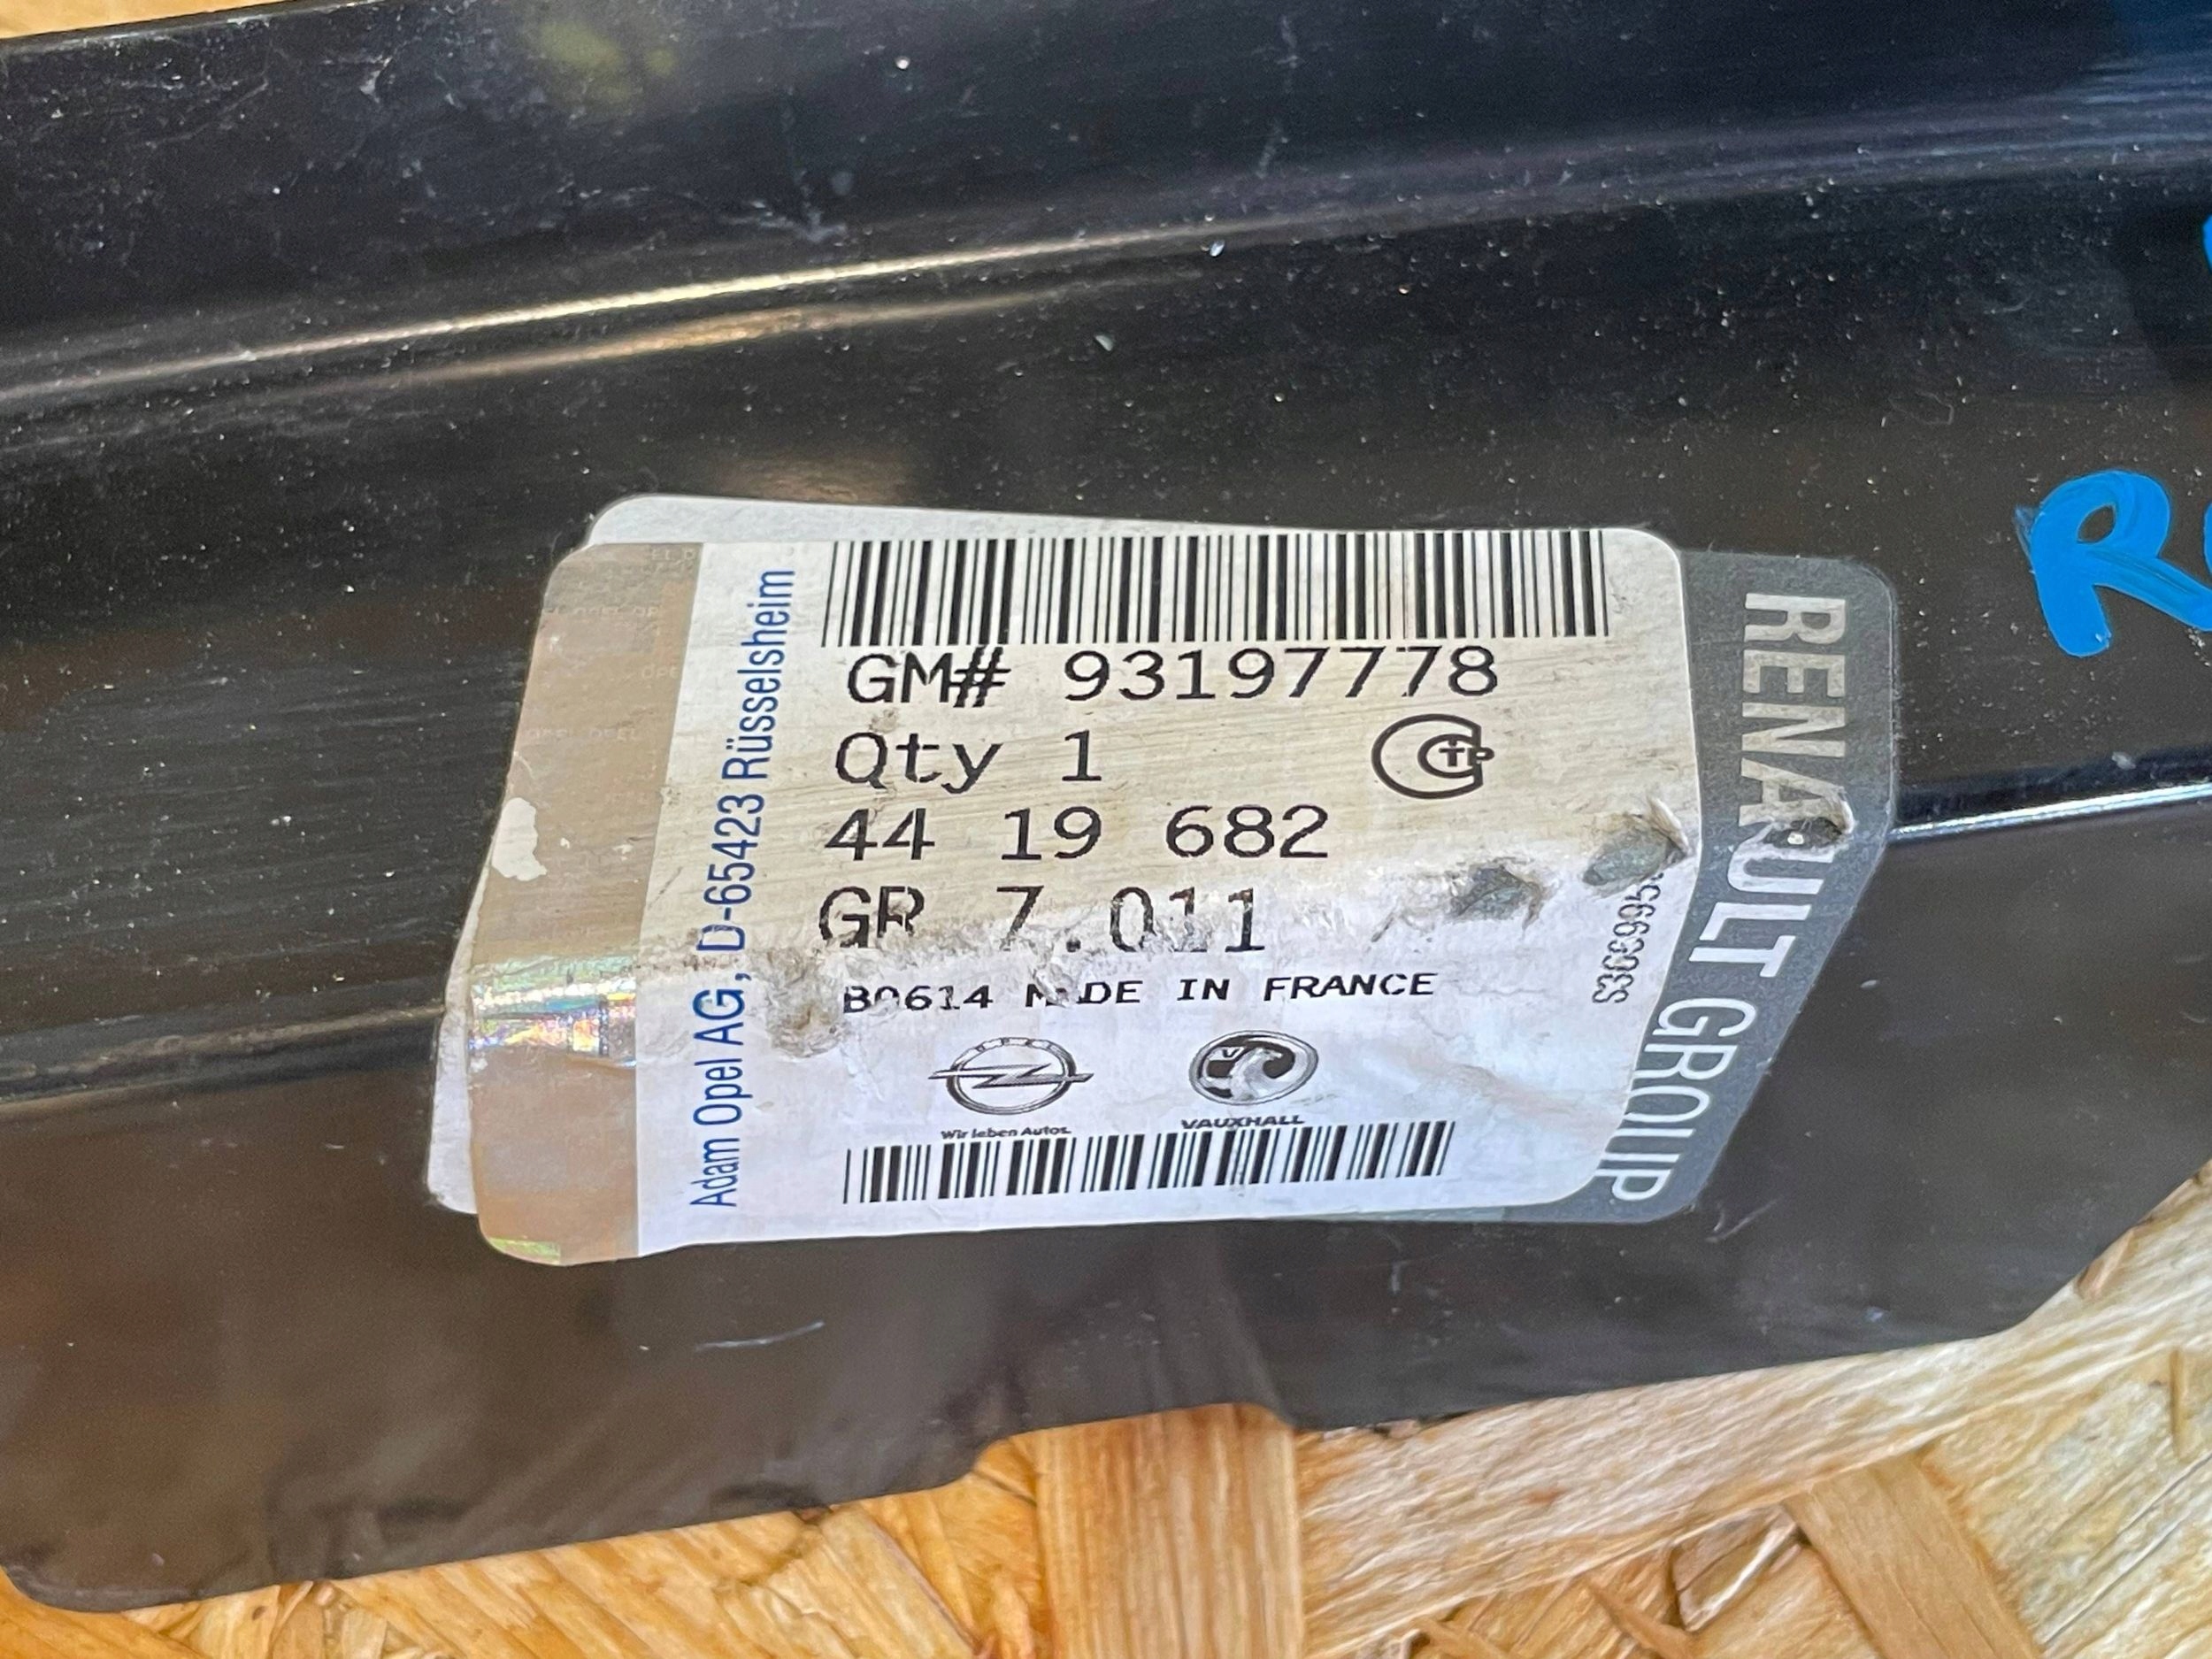 GM# 93197778
Qty 1
44 19 682
GR 7.011
MADE IN FRANCE
OPEL
Wir leben Autos.
VAUXHALL
Adam Opel AG, D-65423 Rüsselsheim
RENAULT GROUP